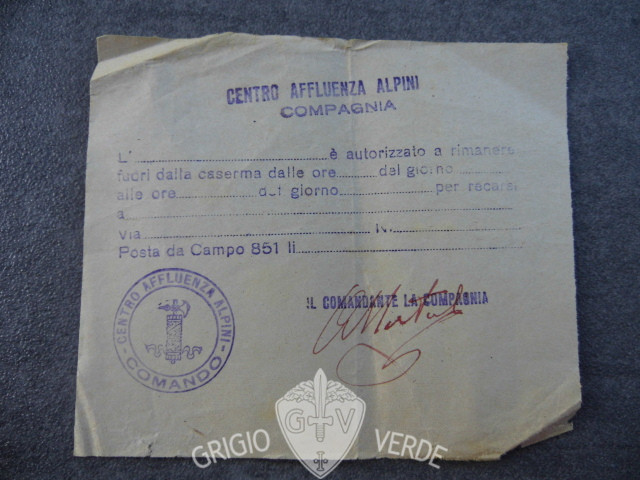 CENTRO AFFLUENZA ALPINI
COMPAGNIA
L'..............................è autorizzato a rimanere
fuori dalla caserma dalle ore........del giorno..........
alle ore................del giorno..................per recarsi
a..................................................................
via........................................ N...........................
Posta da Campo 851 li........................................
IL COMANDANTE LA COMPAGNIA
CENTRO AFFLUENZA ALPINI
- COMANDO -
G V
GRIGIO VERDE